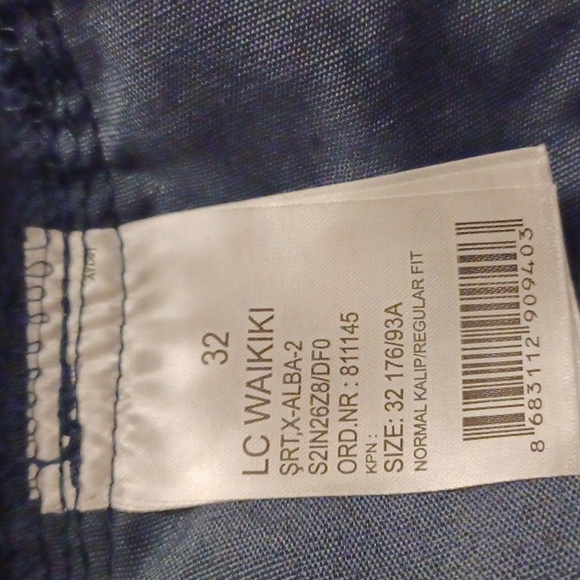 32
LC WAIKIKI
ŞRT,X-ALBA-2
S2IN26Z8/DF0
ORD.NR : 811145
KPN :
SIZE: 32 176/93A
NORMAL KALIP/REGULAR FIT
8 683112 909403